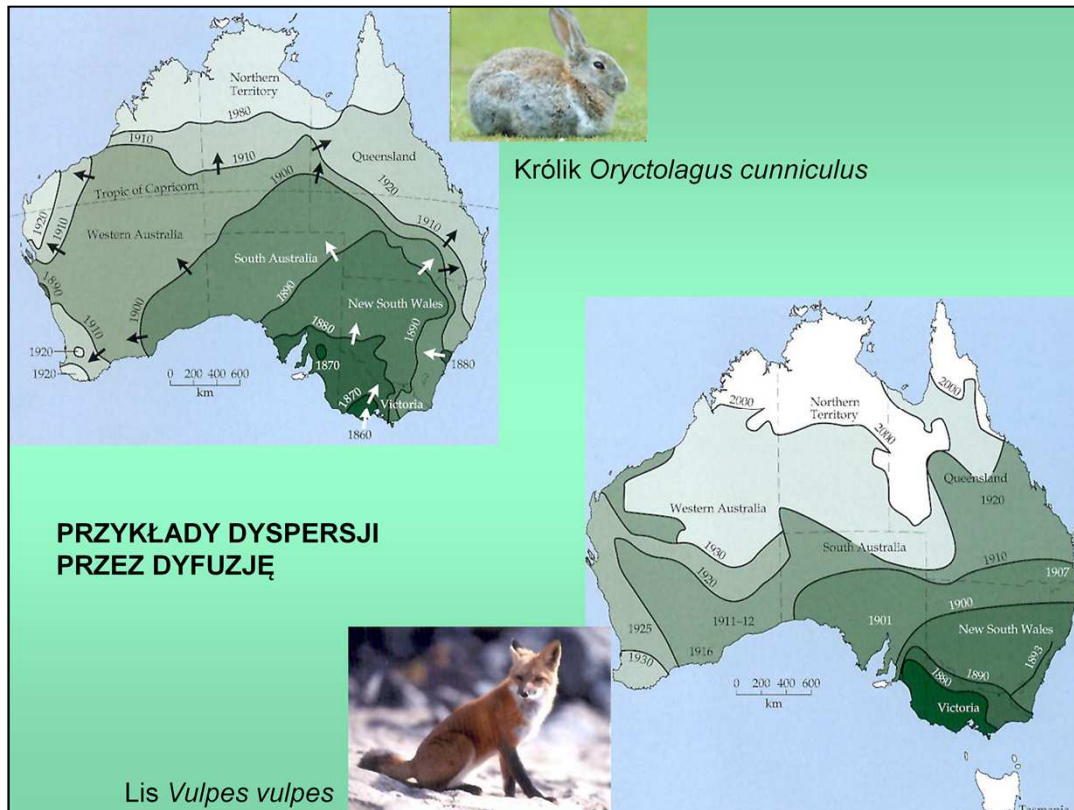 Northern
Territory
1980
1910
1910
Queensland
1920
1900
Tropic of Capricorn
1910
1920
1910
Western Australia
South Australia
1890
1890
New South Wales
1900
1910
1880
1890
1920
1870
1880
1920
0 200 400 600
km
1870
Victoria
1860
Królik Oryctolagus cunniculus
PRZYKŁADY DYSPERSJI
PRZEZ DYFUZJĘ
2000
2000
Northern
Territory
2000
Queensland
1920
Western Australia
South Australia
1930
1910
1907
1920
1900
1901
New South Wales
1925
1911–12
1893
1916
1930
1890
1880
0 200 400 600
km
Victoria
Tasmania
Lis Vulpes vulpes